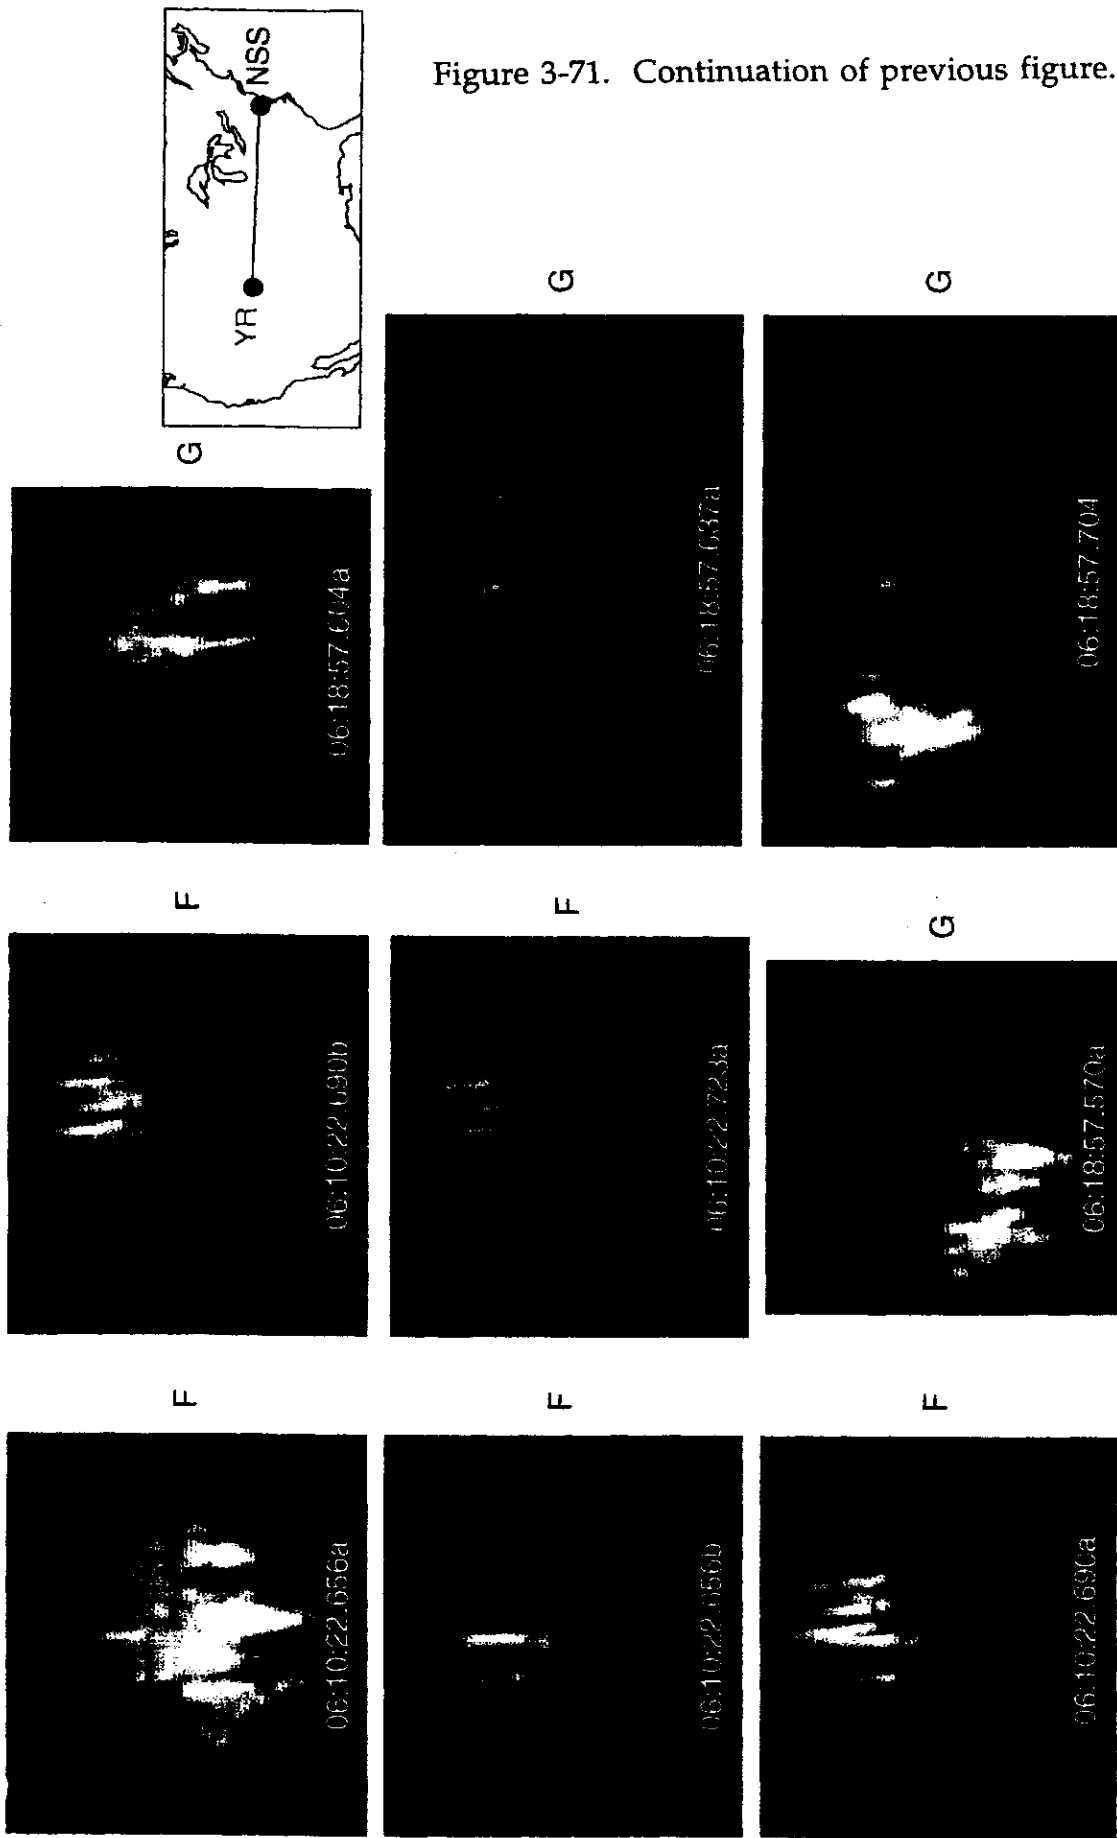 Figure 3-71. Continuation of previous figure.
F
06:10:22.656a
F
06:10:22.690b
G
06:18:57.604a
YR
NSS
F
06:10:22.656b
F
06:10:22.723a
G
06:18:57.637a
F
06:10:22.690a
G
06:18:57.570a
G
06:18:57.704